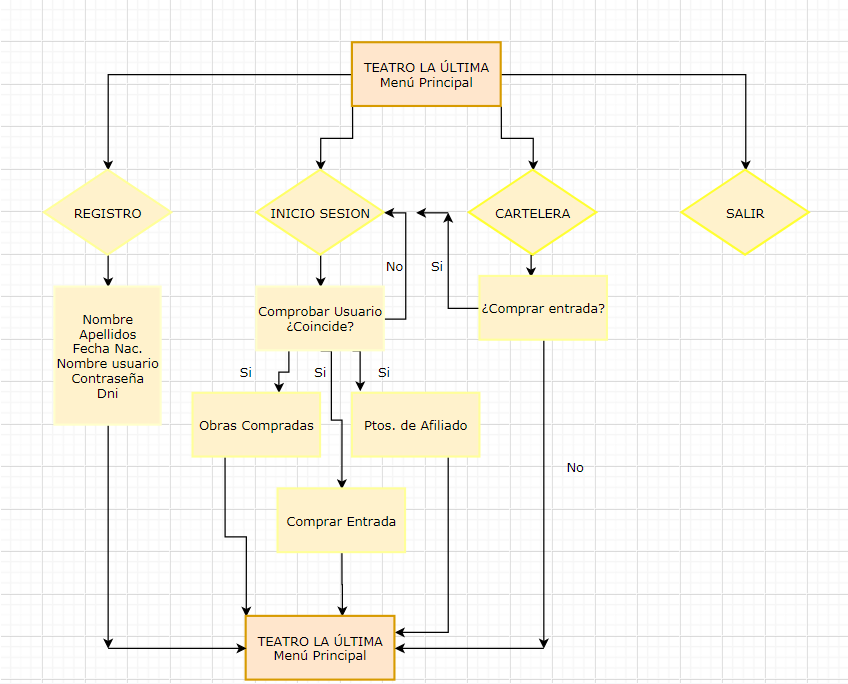 TEATRO LA ÚLTIMA
Menú Principal
REGISTRO
INICIO SESION
CARTELERA
SALIR
No
Si
Nombre
Apellidos
Fecha Nac.
Nombre usuario
Contraseña
Dni
Comprobar Usuario
¿Coincide?
¿Comprar entrada?
Si
Si
Si
Obras Compradas
Ptos. de Afiliado
No
Comprar Entrada
TEATRO LA ÚLTIMA
Menú Principal